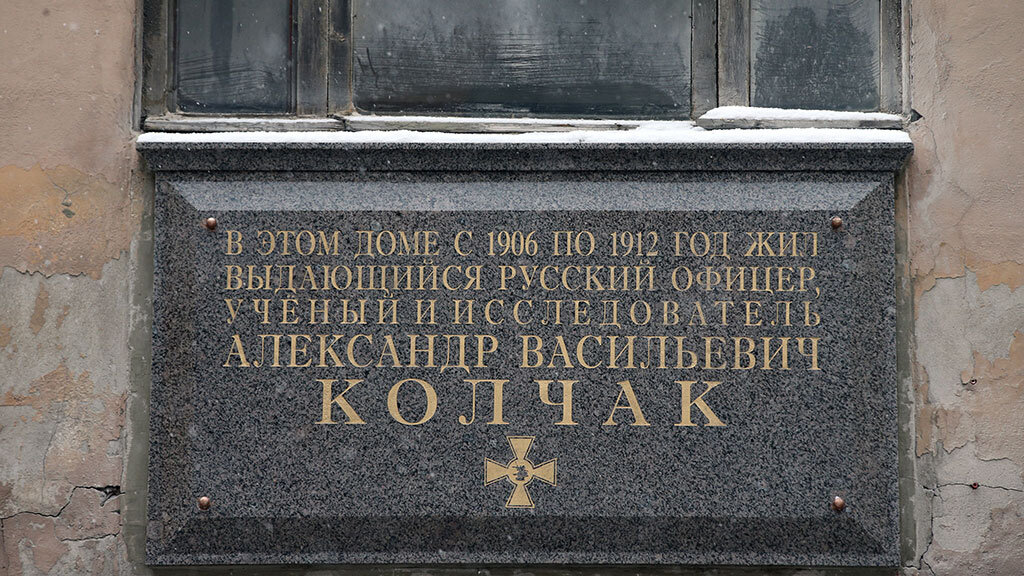 В ЭТОМ ДОМЕ С 1906 ПО 1912 ГОД ЖИЛ
ВЫДАЮЩИЙСЯ РУССКИЙ ОФИЦЕР,
УЧЁНЫЙ И ИССЛЕДОВАТЕЛЬ
АЛЕКСАНДР ВАСИЛЬЕВИЧ
КОЛЧАК